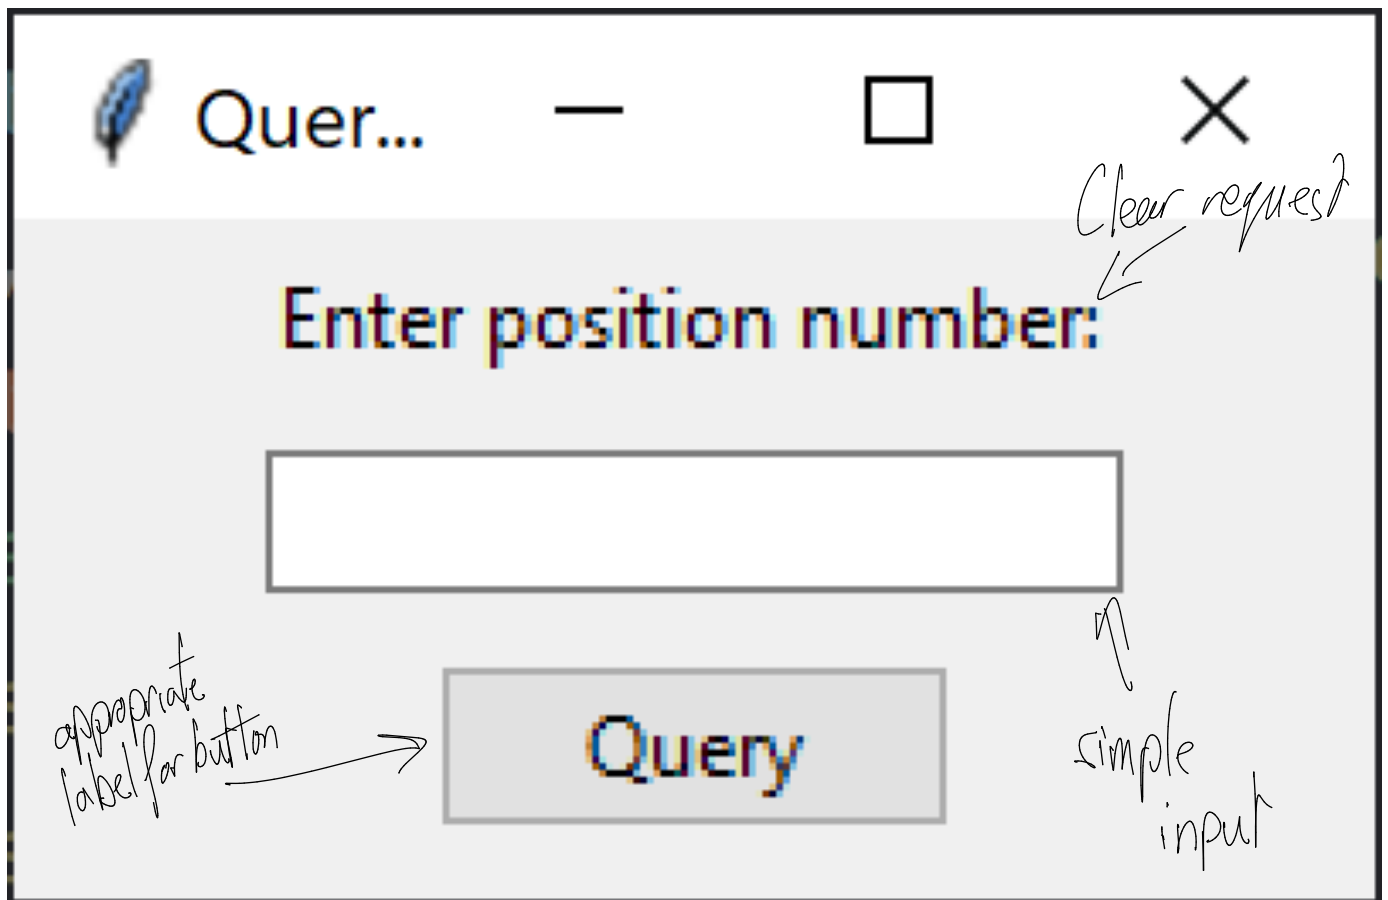 Quer...
Clear request
Enter position number:
appropriate
label for button
Query
simple
input